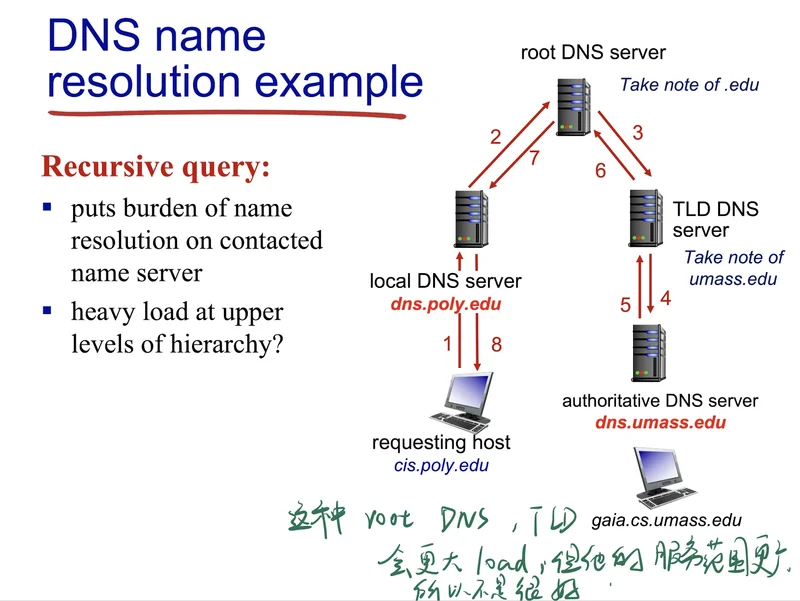 DNS name
resolution example
Recursive query:
puts burden of name
resolution on contacted
name server
heavy load at upper
levels of hierarchy?
root DNS server
Take note of .edu
2
7
3
6
TLD DNS
server
Take note of
umass.edu
local DNS server
dns.poly.edu
5
4
1
8
authoritative DNS server
dns.umass.edu
requesting host
cis.poly.edu
gaia.cs.umass.edu
这种 root DNS，TLD
会更大 load，但他的服务范围更广
所以不是很好